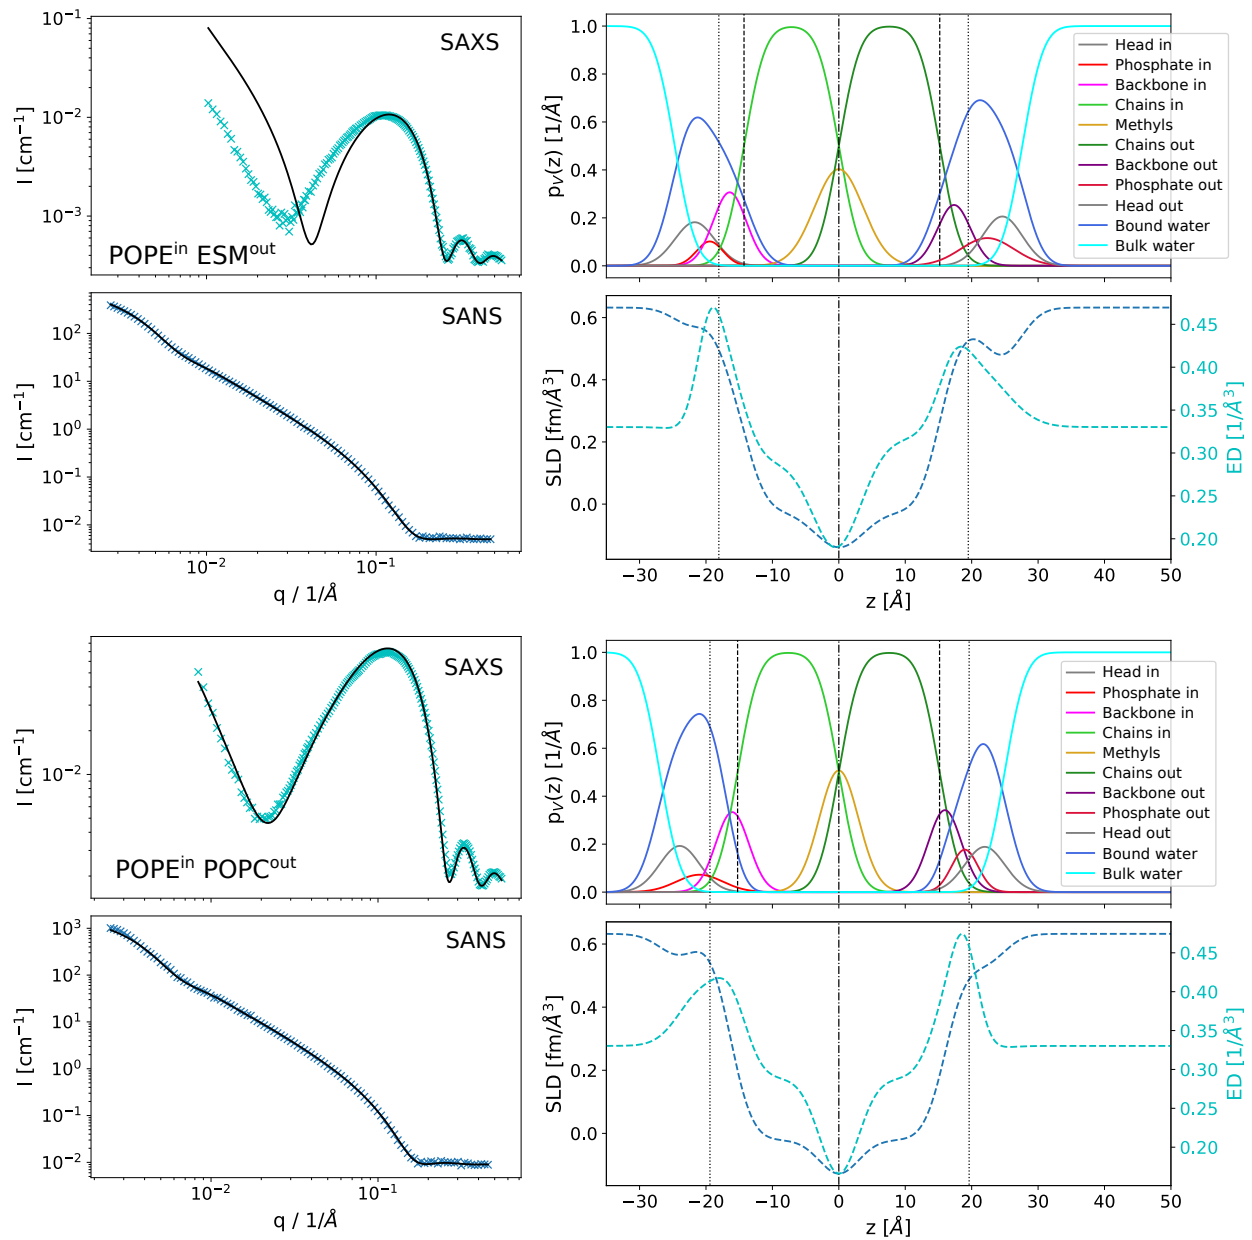 10⁻¹
10⁻²
10⁻³
I [cm⁻¹]
SAXS
POPEⁱⁿ ESMᵒᵘᵗ
10²
10¹
10⁰
10⁻¹
10⁻²
I [cm⁻¹]
SANS
10⁻²
10⁻¹
q / 1/Å
1.0
0.8
0.6
0.4
0.2
0.0
p_V(z) [1/Å]
Head in
Phosphate in
Backbone in
Chains in
Methyls
Chains out
Backbone out
Phosphate out
Head out
Bound water
Bulk water
0.6
0.4
0.2
0.0
SLD [fm/Å³]
0.45
0.40
0.35
0.30
0.25
0.20
ED [1/Å³]
−30 −20 −10 0 10 20 30 40 50
z [Å]
10⁻²
I [cm⁻¹]
SAXS
POPEⁱⁿ POPCᵒᵘᵗ
10³
10²
10¹
10⁰
10⁻¹
10⁻²
I [cm⁻¹]
SANS
10⁻²
10⁻¹
q / 1/Å
1.0
0.8
0.6
0.4
0.2
0.0
p_V(z) [1/Å]
Head in
Phosphate in
Backbone in
Chains in
Methyls
Chains out
Backbone out
Phosphate out
Head out
Bound water
Bulk water
0.6
0.4
0.2
0.0
SLD [fm/Å³]
0.45
0.40
0.35
0.30
0.25
0.20
ED [1/Å³]
−30 −20 −10 0 10 20 30 40 50
z [Å]